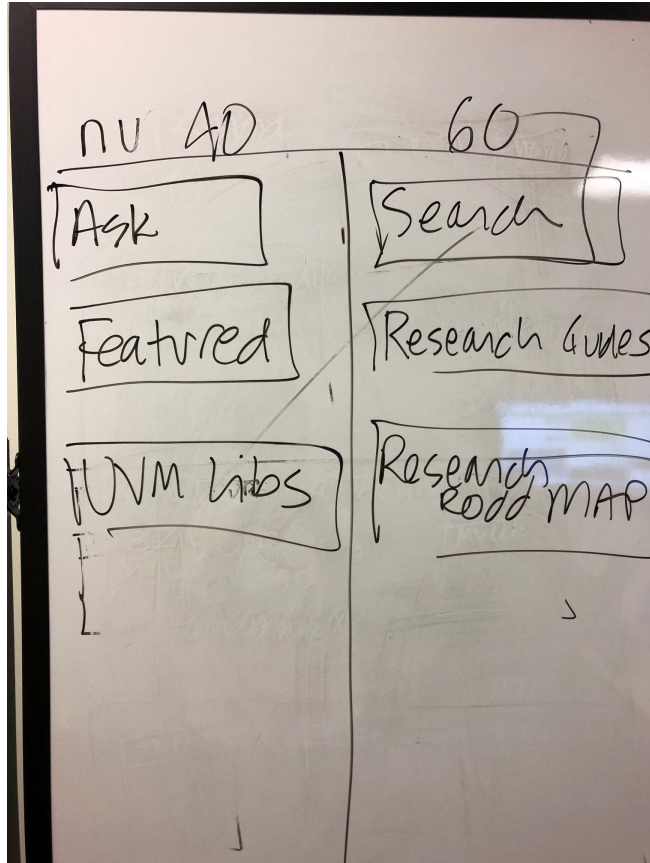 nu 40
60
Ask
Featured
UVM Libs
Search
Research Guides
Research
Road MAP